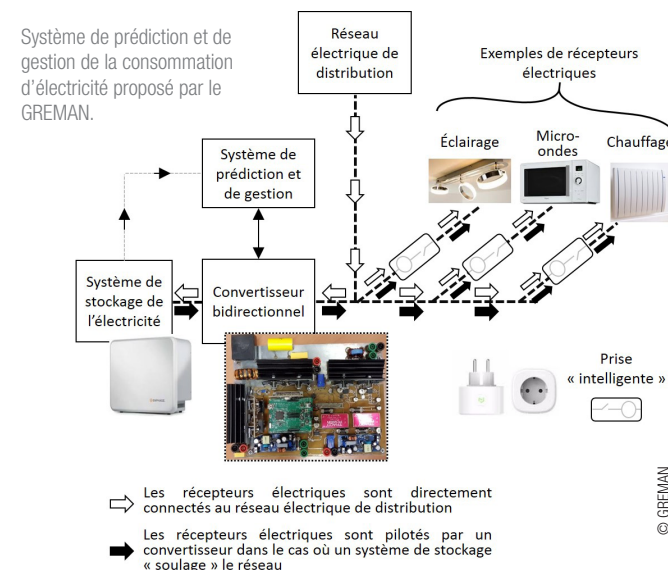 Système de prédiction et de
gestion de la consommation
d'électricité proposé par le
GREMAN.
Réseau
électrique de
distribution
Exemples de récepteurs
électriques
Éclairage
Micro-
ondes
Chauffage
Système de
prédiction et
de gestion
Système de
stockage de
l'électricité
Convertisseur
bidirectionnel
Prise
« intelligente »
Les récepteurs électriques sont directement
connectés au réseau électrique de distribution
Les récepteurs électriques sont pilotés par un
convertisseur dans le cas où un système de stockage
« soulage » le réseau
© GREMAN